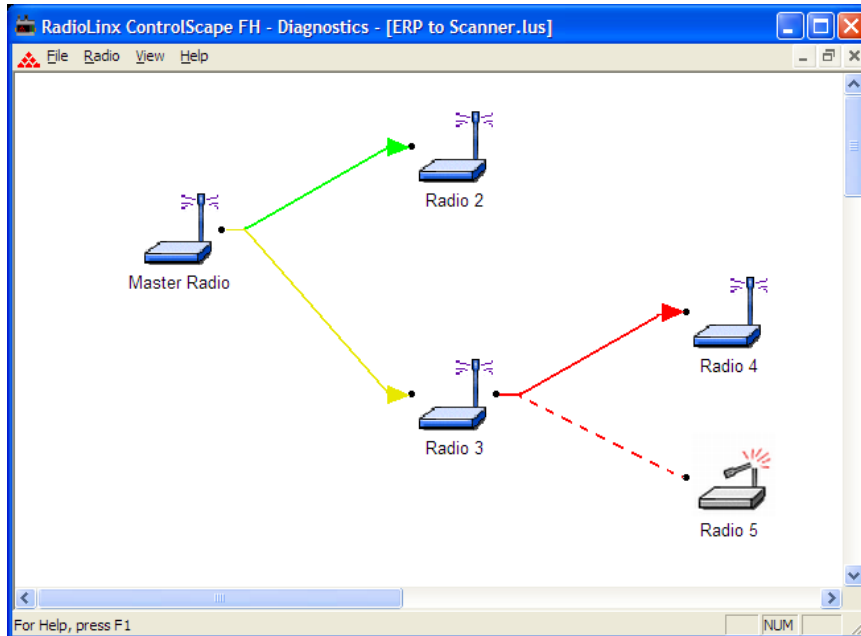 RadioLinx ControlScape FH - Diagnostics - [ERP to Scanner.lus]
File Radio View Help
Radio 2
Master Radio
Radio 4
Radio 3
Radio 5
For Help, press F1
NUM